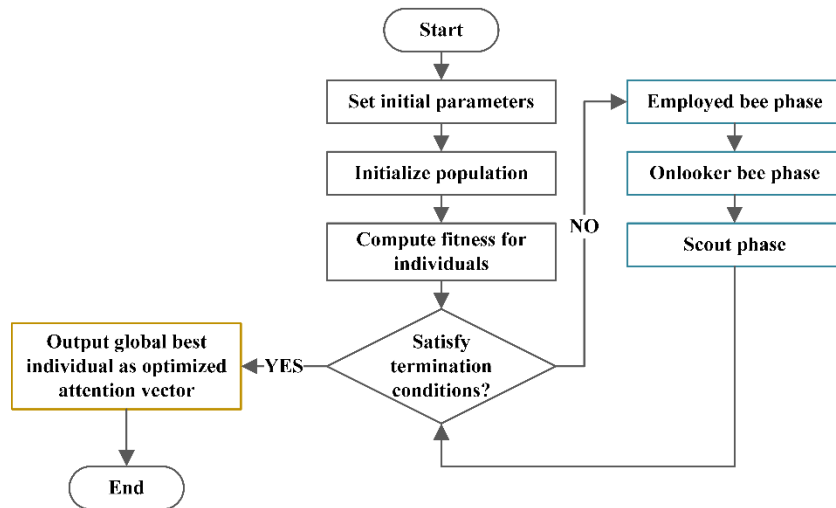 Start
Set initial parameters
Initialize population
Compute fitness for
individuals
Satisfy
termination
conditions?
NO
Employed bee phase
Onlooker bee phase
Scout phase
YES
Output global best
individual as optimized
attention vector
End